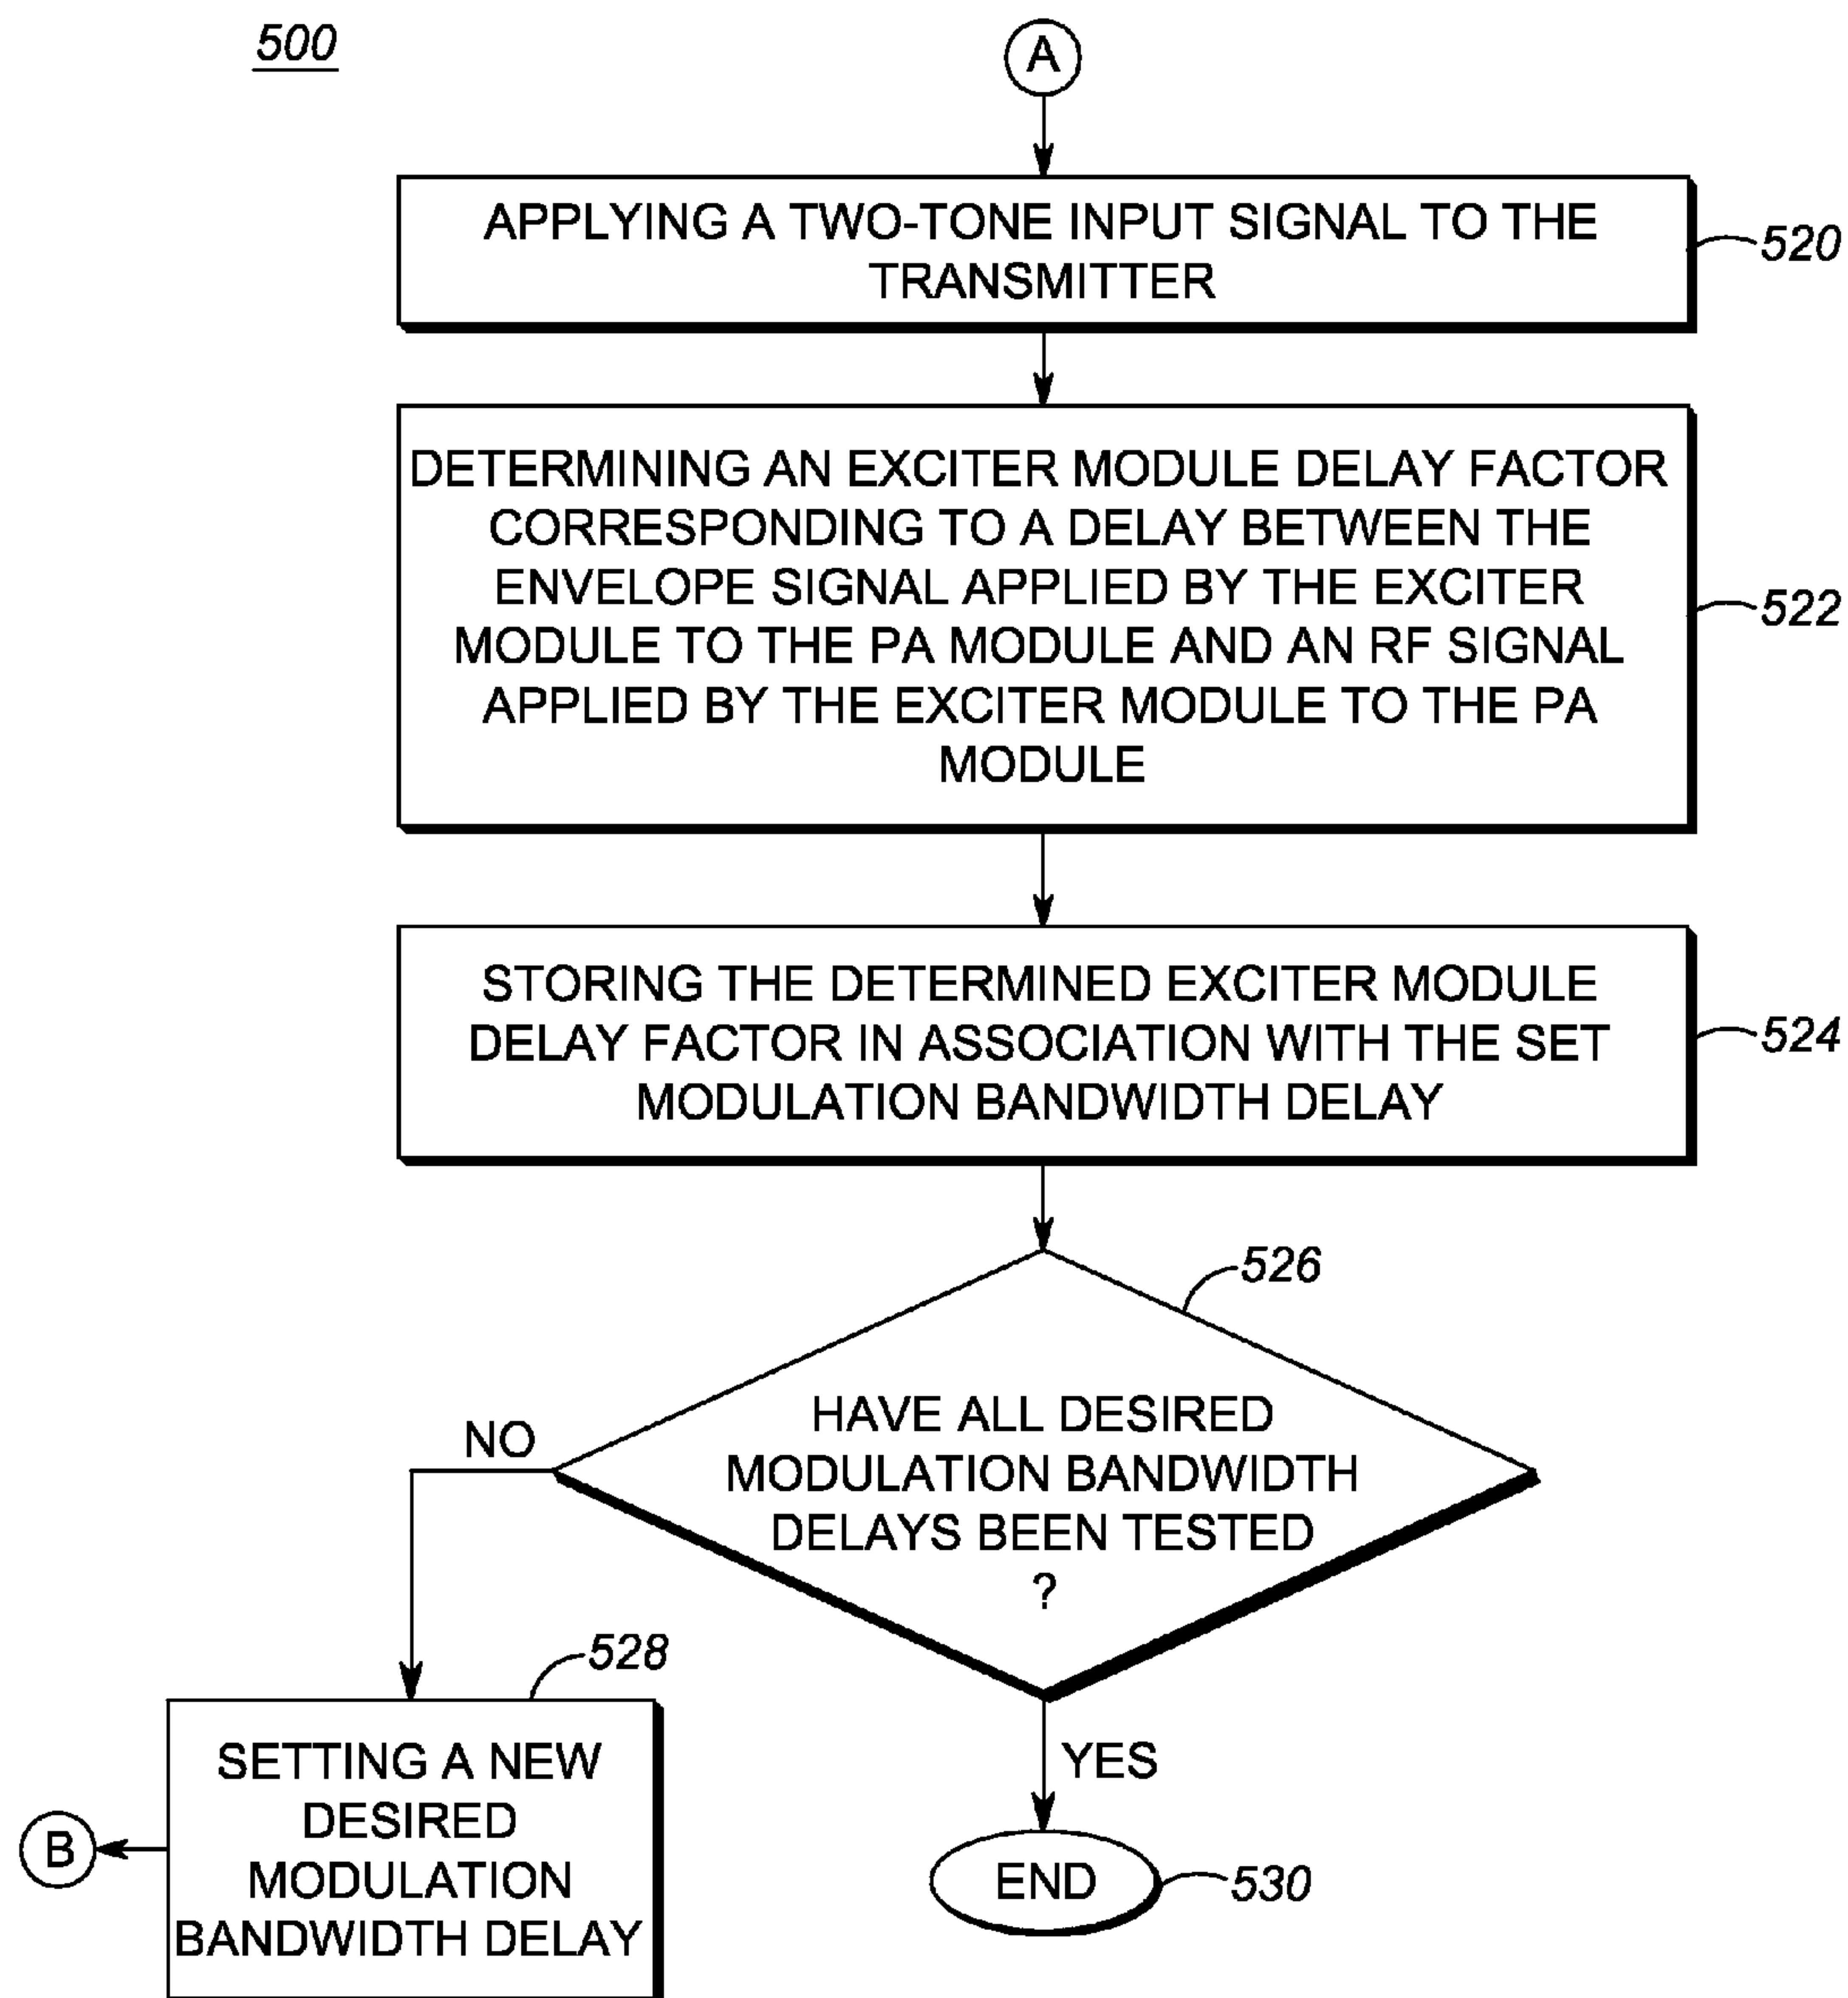 500
A
APPLYING A TWO-TONE INPUT SIGNAL TO THE
TRANSMITTER
520
DETERMINING AN EXCITER MODULE DELAY FACTOR
CORRESPONDING TO A DELAY BETWEEN THE
ENVELOPE SIGNAL APPLIED BY THE EXCITER
MODULE TO THE PA MODULE AND AN RF SIGNAL
APPLIED BY THE EXCITER MODULE TO THE PA
MODULE
522
STORING THE DETERMINED EXCITER MODULE
DELAY FACTOR IN ASSOCIATION WITH THE SET
MODULATION BANDWIDTH DELAY
524
526
HAVE ALL DESIRED
MODULATION BANDWIDTH
DELAYS BEEN TESTED
?
NO
528
SETTING A NEW
DESIRED
MODULATION
BANDWIDTH DELAY
B
YES
END
530